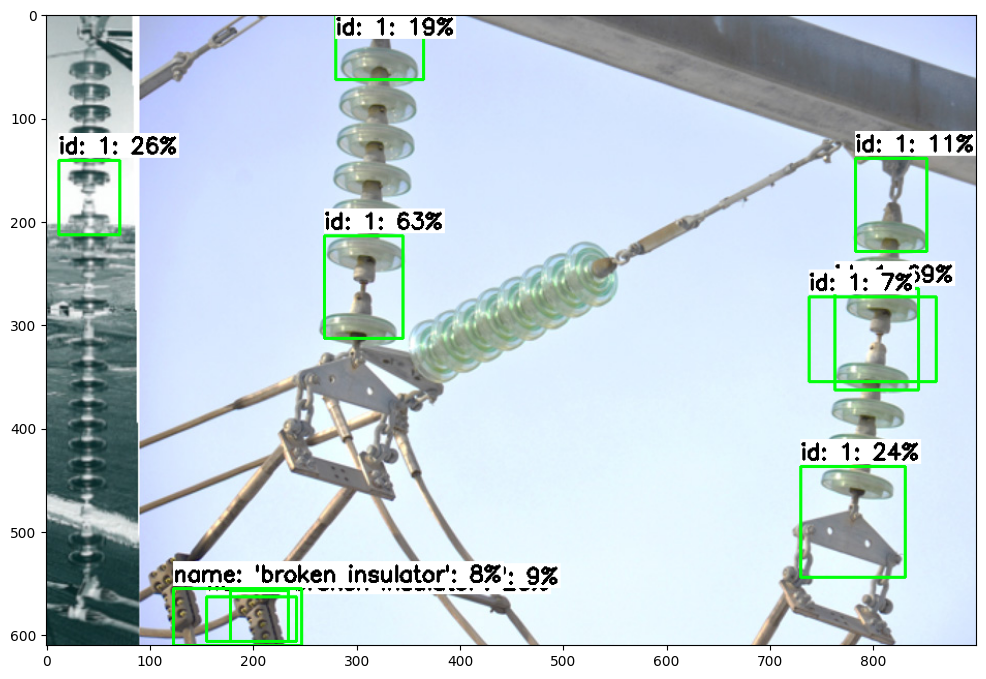 id: 1: 19%
id: 1: 26%
id: 1: 11%
id: 1: 63%
69%
id: 1: 7%
id: 1: 24%
name: 'broken insulator': 8%
: 9%
0
100
200
300
400
500
600
0 100 200 300 400 500 600 700 800